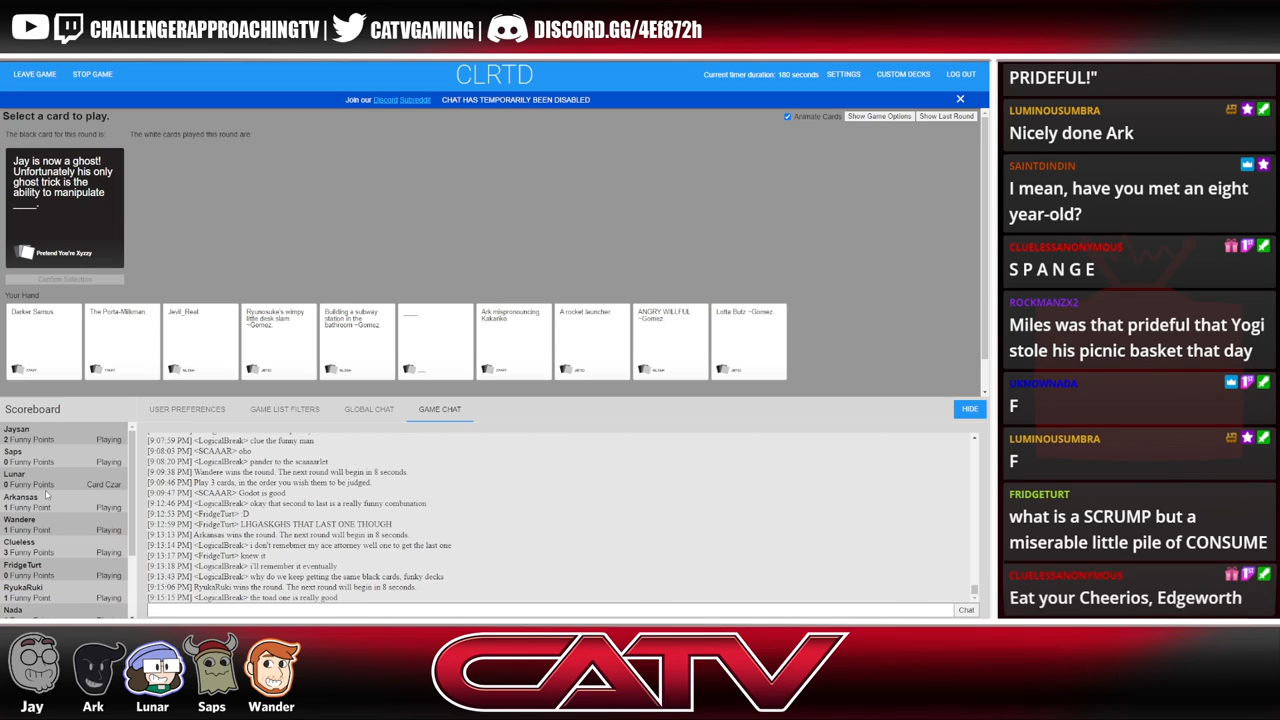 CHALLENGERAPPROACHINGTV | CATVGAMING | DISCORD.GG/4Ef872h
LEAVE GAME STOP GAME CLRTD Current timer duration: 180 seconds SETTINGS CUSTOM DECKS LOG OUT
Join our Discord Subreddit CHAT HAS TEMPORARILY BEEN DISABLED
Select a card to play. Animate Cards Show Game Options Show Last Round
The black card for this round is: The white cards played this round are:
Jay is now a ghost!
Unfortunately his only
ghost trick is the
ability to manipulate
____.
Pretend You're Xyzzy
Confirm Selection
Your Hand
Darker Samus.
The Porta-Milkman.
Jevil_Real.
Ryunosuke's wimpy
little desk slam
~Gomez.
Building a subway
station in the
bathroom ~Gomez.
____
Ark mispronouncing
Kakariko.
A rocket launcher.
ANGRY WILLFUL
~Gomez
Lotta Butz ~Gomez.
Scoreboard USER PREFERENCES GAME LIST FILTERS GLOBAL CHAT GAME CHAT HIDE
Jaysan
2 Funny Points Playing
Saps
0 Funny Points Playing
Lunar
0 Funny Points Card Czar
Arkansas
1 Funny Point Playing
Wandere
1 Funny Point Playing
Clueless
3 Funny Points Playing
FridgeTurt
0 Funny Points Playing
RyukaRuki
1 Funny Point Playing
Nada
[9:07:59 PM] <LogicalBreak> clue the funny man
[9:08:03 PM] <SCAAAR> oho
[9:08:20 PM] <LogicalBreak> pander to the scaaarlet
[9:09:38 PM] Wandere wins the round. The next round will begin in 8 seconds.
[9:09:46 PM] Play 3 cards, in the order you wish them to be judged.
[9:09:47 PM] <SCAAAR> Godot is good
[9:12:46 PM] <LogicalBreak> okay that second to last is a really funny combination
[9:12:53 PM] <FridgeTurt> :D
[9:12:59 PM] <FridgeTurt> LHGASKGHS THAT LAST ONE THOUGH
[9:13:13 PM] Arkansas wins the round. The next round will begin in 8 seconds.
[9:13:14 PM] <LogicalBreak> i don't remebmer my ace attorney well one to get the last one
[9:13:17 PM] <FridgeTurt> knew it
[9:13:18 PM] <LogicalBreak> i'll remember it eventually
[9:13:43 PM] <LogicalBreak> why do we keep getting the same black cards, funky decks
[9:15:06 PM] RyukaRuki wins the round. The next round will begin in 8 seconds.
[9:15:15 PM] <LogicalBreak> the toad one is really good
Chat
PRIDEFUL!"
LUMINOUSUMBRA
Nicely done Ark
SAINTDINDIN
I mean, have you met an eight
year-old?
CLUELESSANONYMOUS
S P A N G E
ROCKMANZX2
Miles was that prideful that Yogi
stole his picnic basket that day
UKNOWNADA
F
LUMINOUSUMBRA
F
FRIDGETURT
what is a SCRUMP but a
miserable little pile of CONSUME
CLUELESSANONYMOUS
Eat your Cheerios, Edgeworth
CATV
Jay Ark Lunar Saps Wander